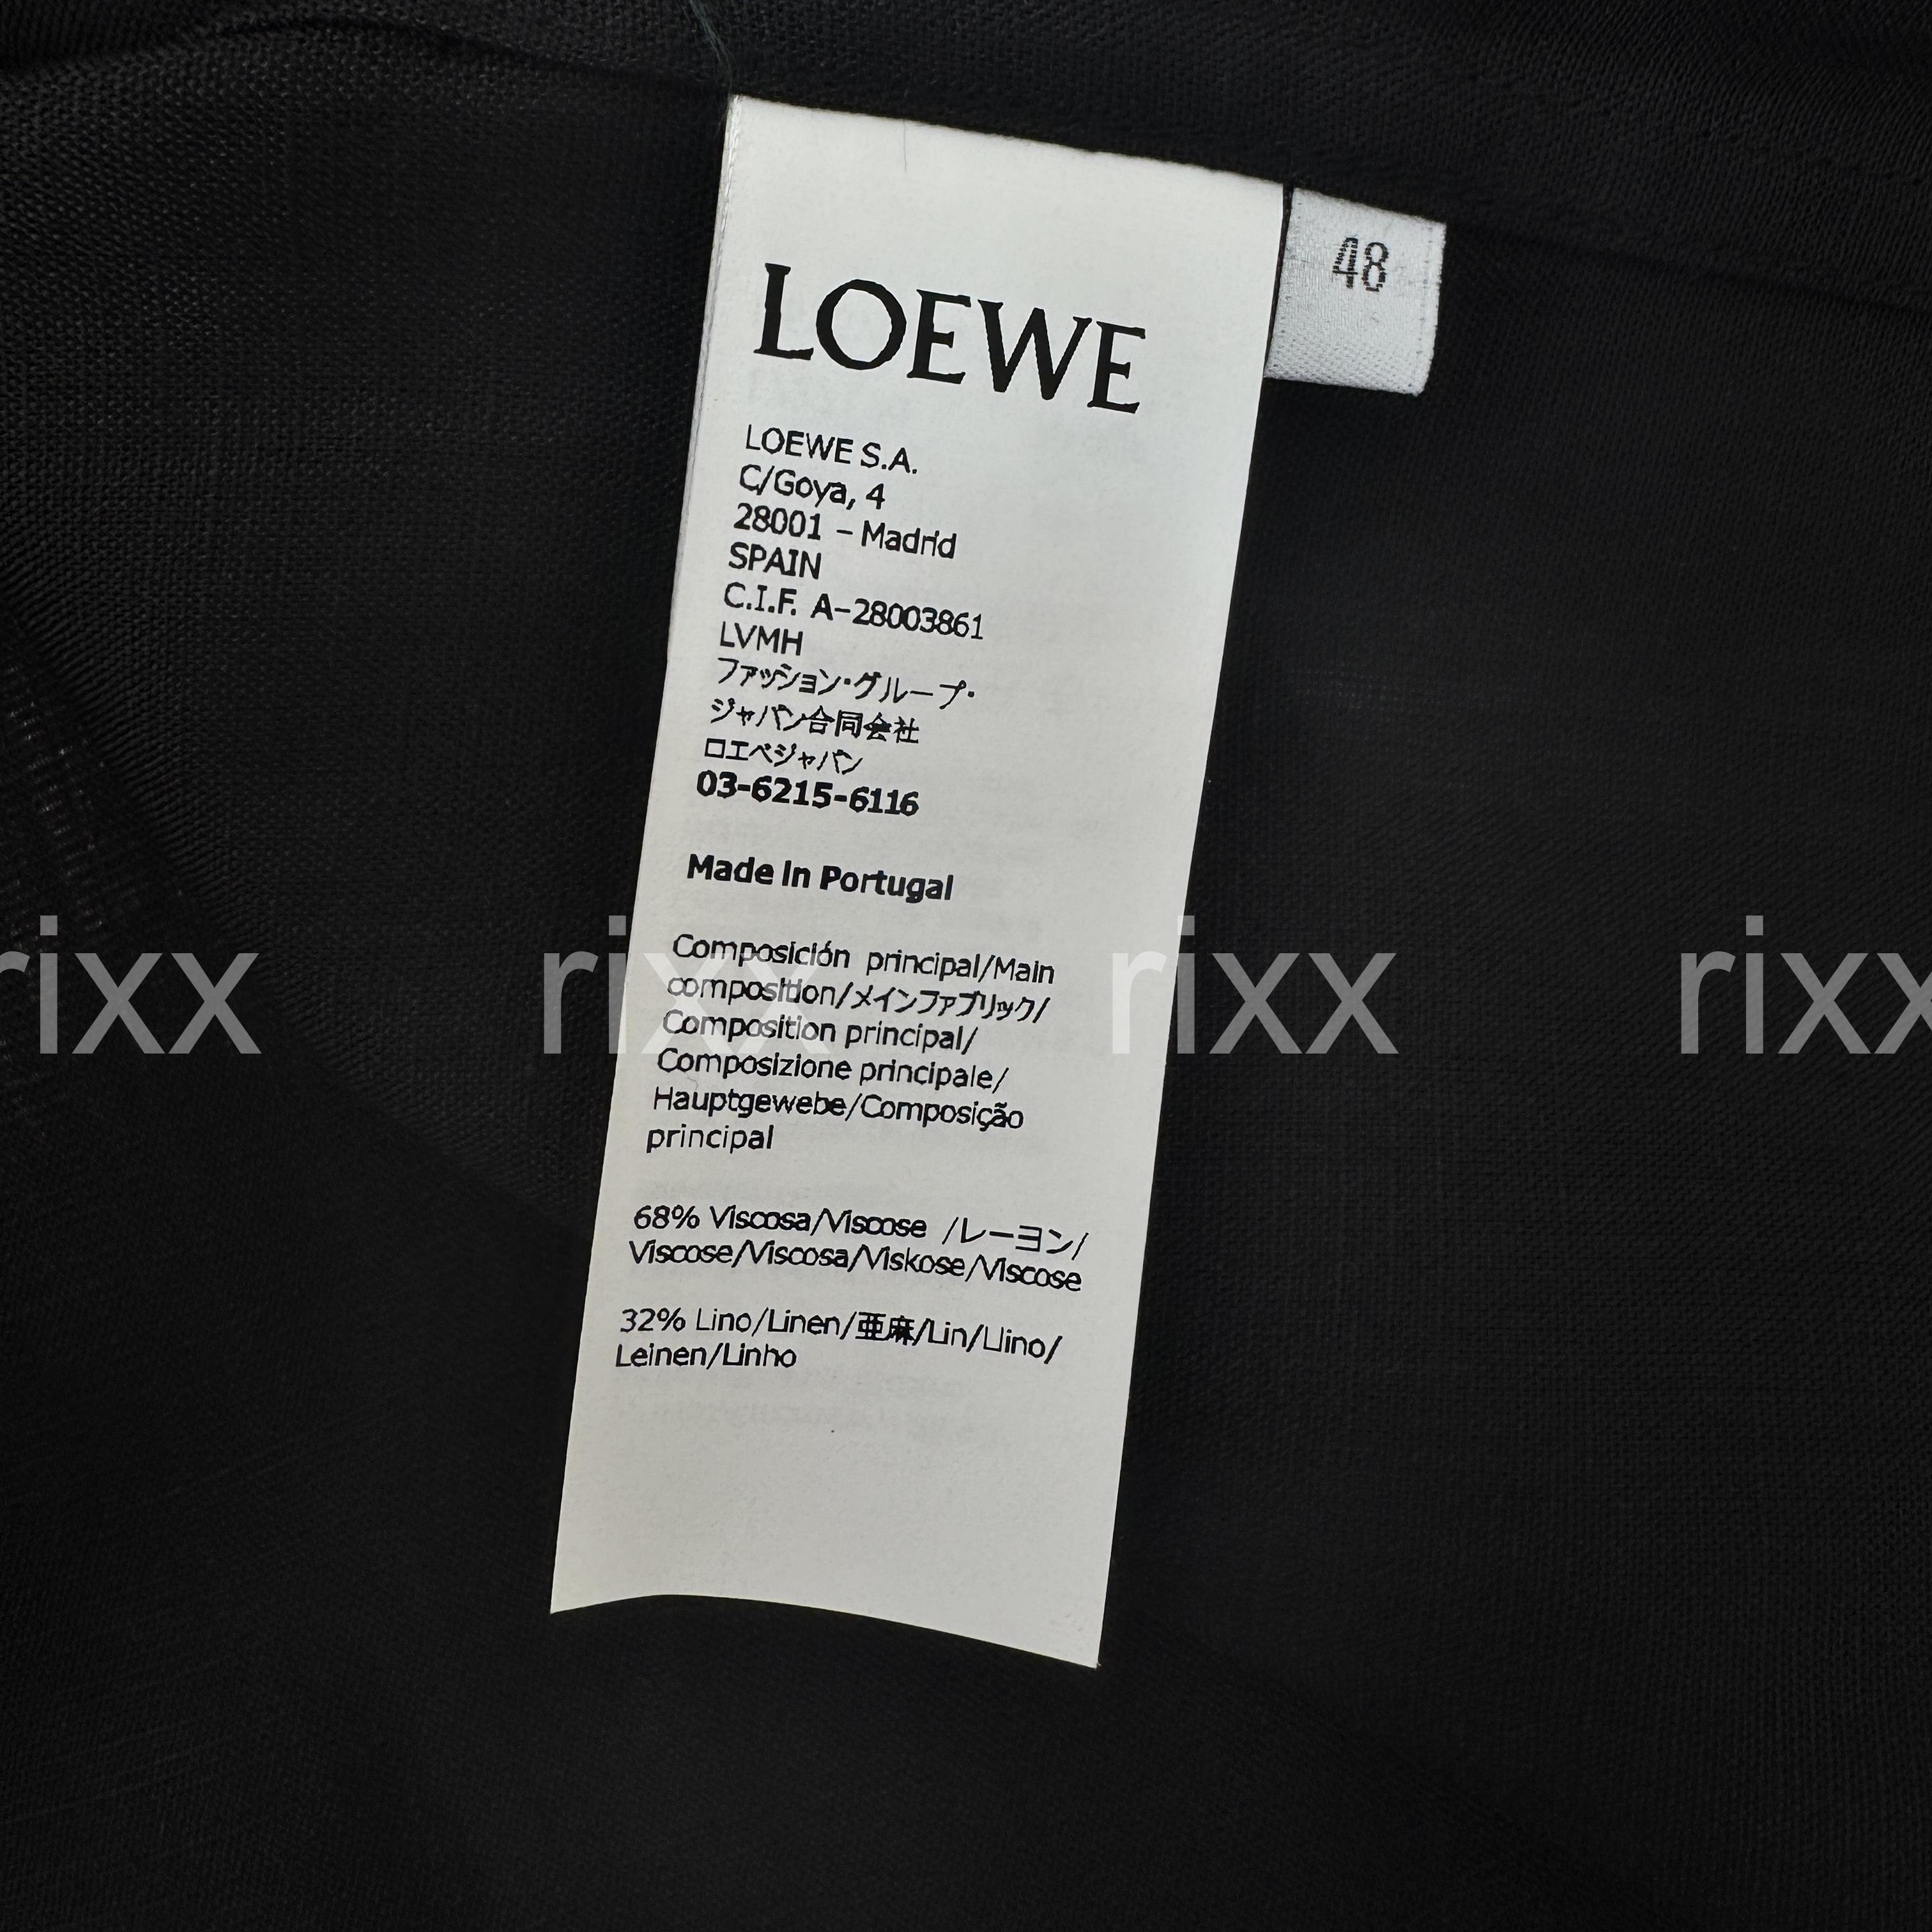 LOEWE
48
LOEWE S.A.
C/Goya, 4
28001 – Madrid
SPAIN
C.I.F. A-28003861
LVMH
ファッション・グループ・
ジャパン合同会社
ロエベジャパン
03-6215-6116
Made in Portugal
Composición principal/Main
composition/メインファブリック/
Composition principal/
Composizione principale/
Hauptgewebe/Composição
principal
68% Viscosa/Viscose /レーヨン/
Viscose/Viscosa/Viskose/Viscose
32% Lino/Linen/亜麻/Lin/Llino/
Leinen/Linho
rixx rixx rixx rixx